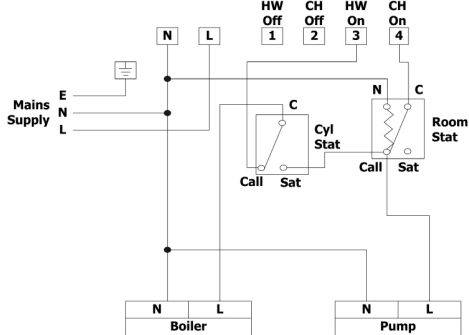 HW CH HW CH
Off Off On On
N L 1 2 3 4
E
Mains N
Supply L
N C
C
Cyl
Stat
Room
Stat
Call Sat
Call Sat
N L N L
Boiler Pump